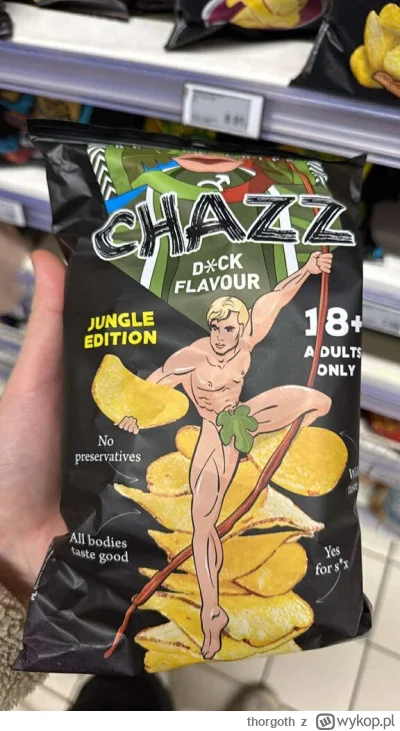 CHAZZ
D*CK
FLAVOUR
JUNGLE
EDITION
18+
ADULTS
ONLY
No
preservatives
All bodies
taste good
Yes
for s*x
thorgoth z wykop.pl